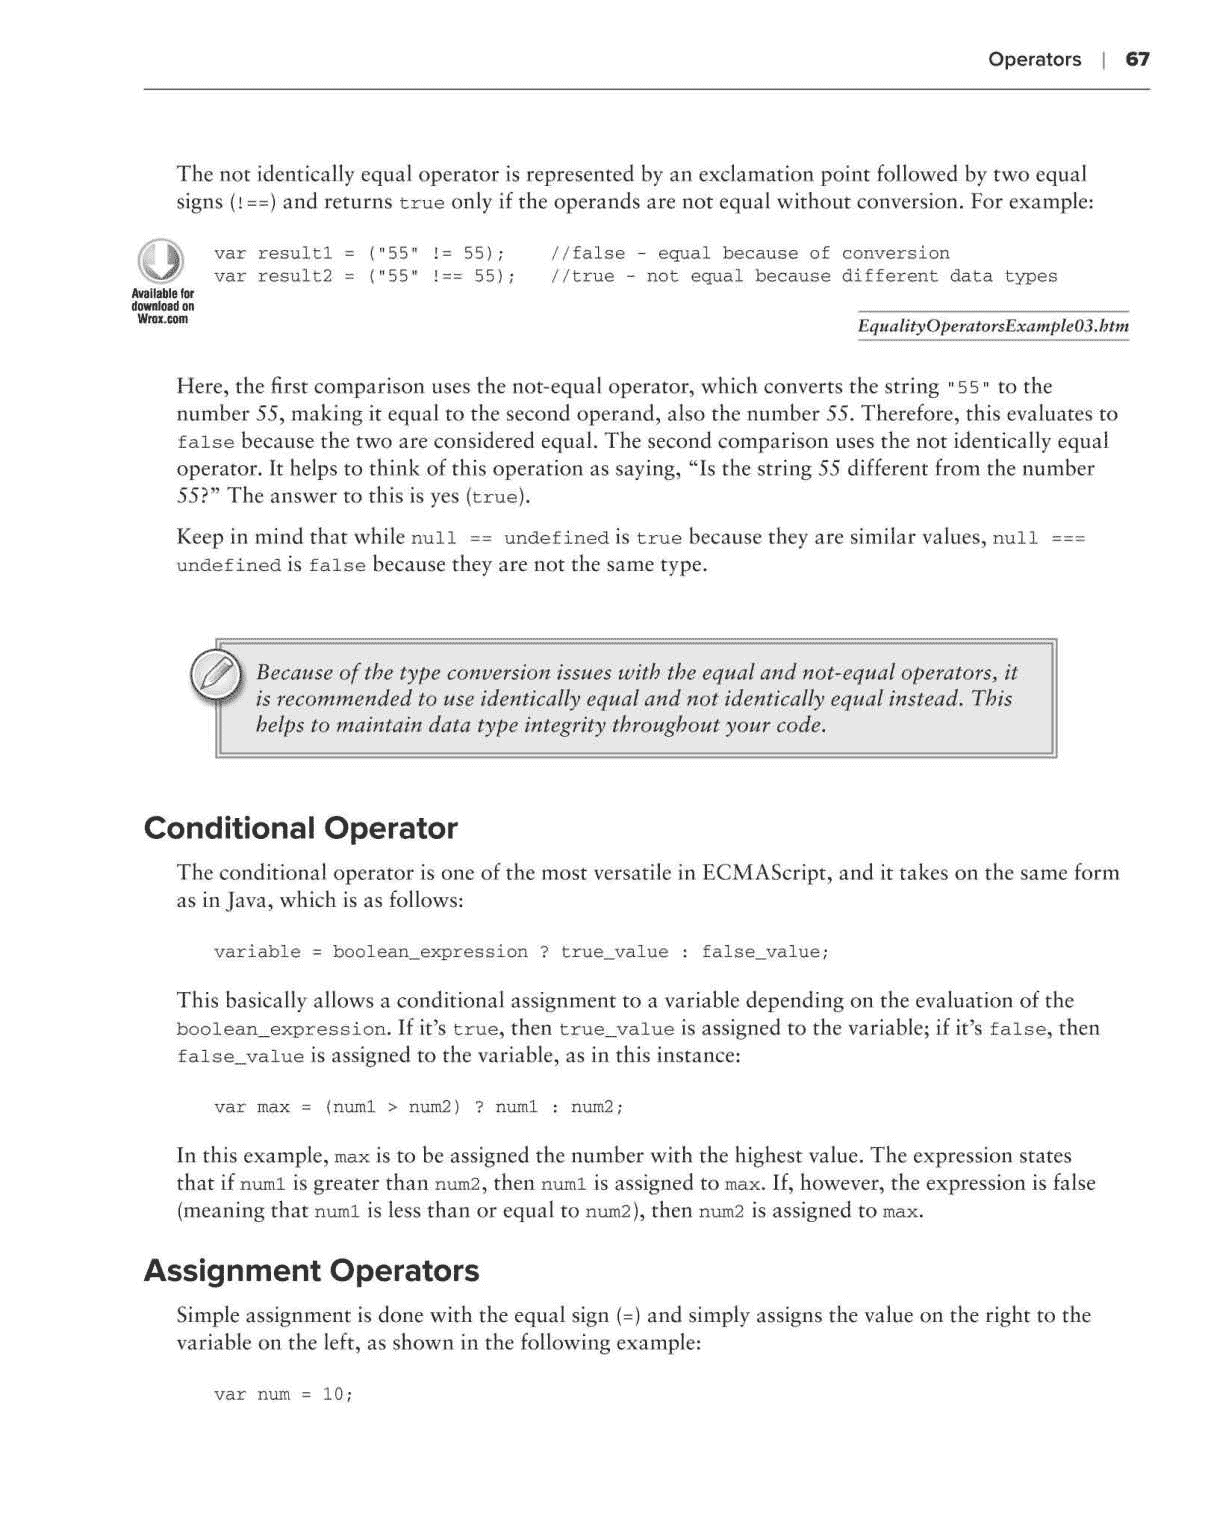 Operators | 67
The not identically equal operator is represented by an exclamation point followed by two equal
signs (!==) and returns true only if the operands are not equal without conversion. For example:
var result1 = ("55" != 55);    //false - equal because of conversion
var result2 = ("55" !== 55);   //true - not equal because different data types
Available for
download on
Wrox.com
EqualityOperatorsExample03.htm
Here, the first comparison uses the not-equal operator, which converts the string "55" to the
number 55, making it equal to the second operand, also the number 55. Therefore, this evaluates to
false because the two are considered equal. The second comparison uses the not identically equal
operator. It helps to think of this operation as saying, “Is the string 55 different from the number
55?” The answer to this is yes (true).
Keep in mind that while null == undefined is true because they are similar values, null ===
undefined is false because they are not the same type.
Because of the type conversion issues with the equal and not-equal operators, it
is recommended to use identically equal and not identically equal instead. This
helps to maintain data type integrity throughout your code.
Conditional Operator
The conditional operator is one of the most versatile in ECMAScript, and it takes on the same form
as in Java, which is as follows:
variable = boolean_expression ? true_value : false_value;
This basically allows a conditional assignment to a variable depending on the evaluation of the
boolean_expression. If it’s true, then true_value is assigned to the variable; if it’s false, then
false_value is assigned to the variable, as in this instance:
var max = (num1 > num2) ? num1 : num2;
In this example, max is to be assigned the number with the highest value. The expression states
that if num1 is greater than num2, then num1 is assigned to max. If, however, the expression is false
(meaning that num1 is less than or equal to num2), then num2 is assigned to max.
Assignment Operators
Simple assignment is done with the equal sign (=) and simply assigns the value on the right to the
variable on the left, as shown in the following example:
var num = 10;